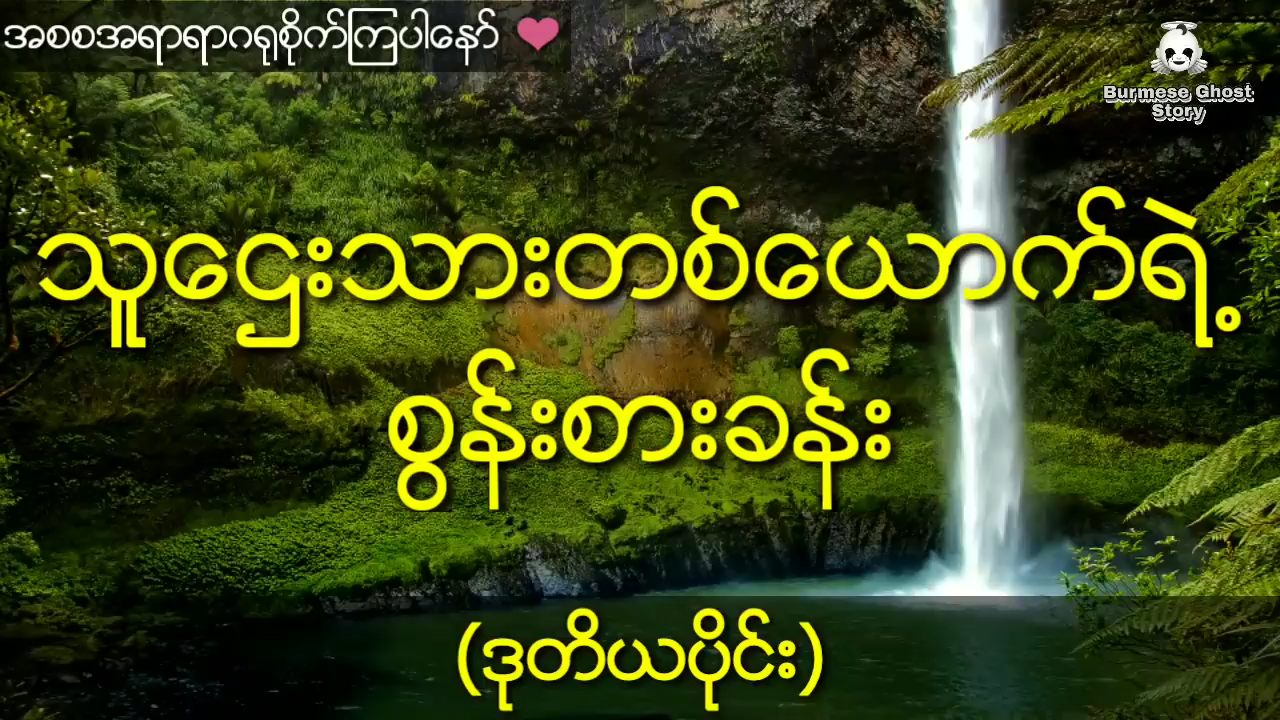 အစစအရာရာဂရုစိုက်ကြပါနော်
Burmese Ghost
Story
သူဌေးသားတစ်ယောက်ရဲ့
စွန်းစားခန်း
(ဒုတိယပိုင်း)